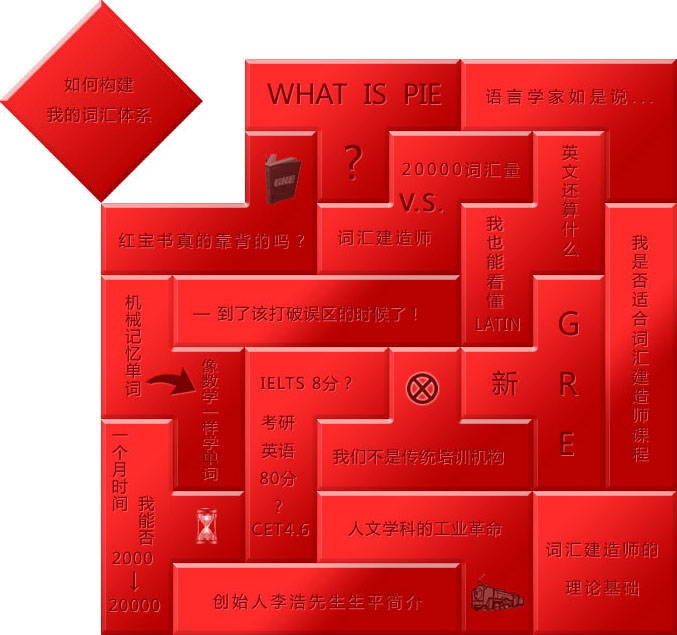 如何构建
我的词汇体系
WHAT IS PIE
?
语言学家如是说...
GRE
红宝书真的靠背的吗？
20000词汇量
V.S.
词汇建造师
英文还算什么
我也能看懂
LATIN
我是否适合词汇建造师课程
机械记忆单词
像数学一样学单词
— 到了该打破误区的时候了！
IELTS 8分？
考研
英语
80分
?
CET4.6
新
G
R
E
我们不是传统培训机构
一个月时间
我能否
2000
↓
20000
人文学科的工业革命
词汇建造师的
理论基础
创始人李浩先生生平简介